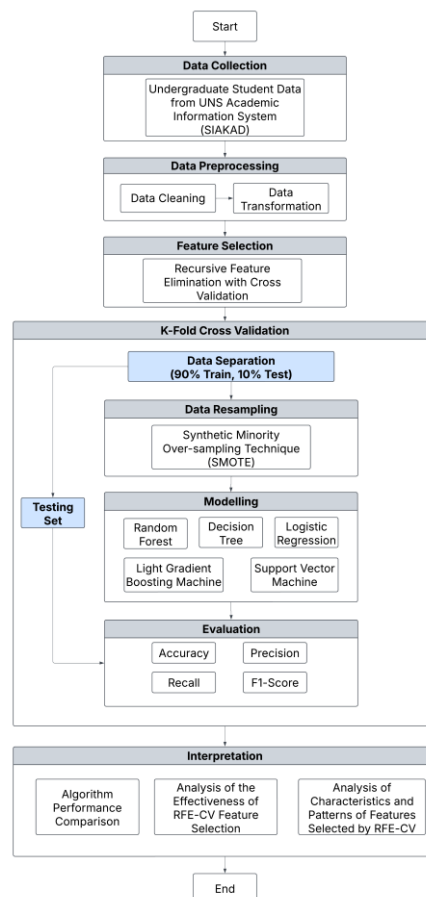 Start
Data Collection
Undergraduate Student Data
from UNS Academic
Information System
(SIAKAD)
Data Preprocessing
Data Cleaning
Data
Transformation
Feature Selection
Recursive Feature
Elimination with Cross
Validation
K-Fold Cross Validation
Data Separation
(90% Train, 10% Test)
Data Resampling
Synthetic Minority
Over-sampling Technique
(SMOTE)
Testing
Set
Modelling
Random
Forest
Decision
Tree
Logistic
Regression
Light Gradient
Boosting Machine
Support Vector
Machine
Evaluation
Accuracy
Precision
Recall
F1-Score
Interpretation
Algorithm
Performance
Comparison
Analysis of the
Effectiveness of
RFE-CV Feature
Selection
Analysis of
Characteristics and
Patterns of Features
Selected by RFE-CV
End